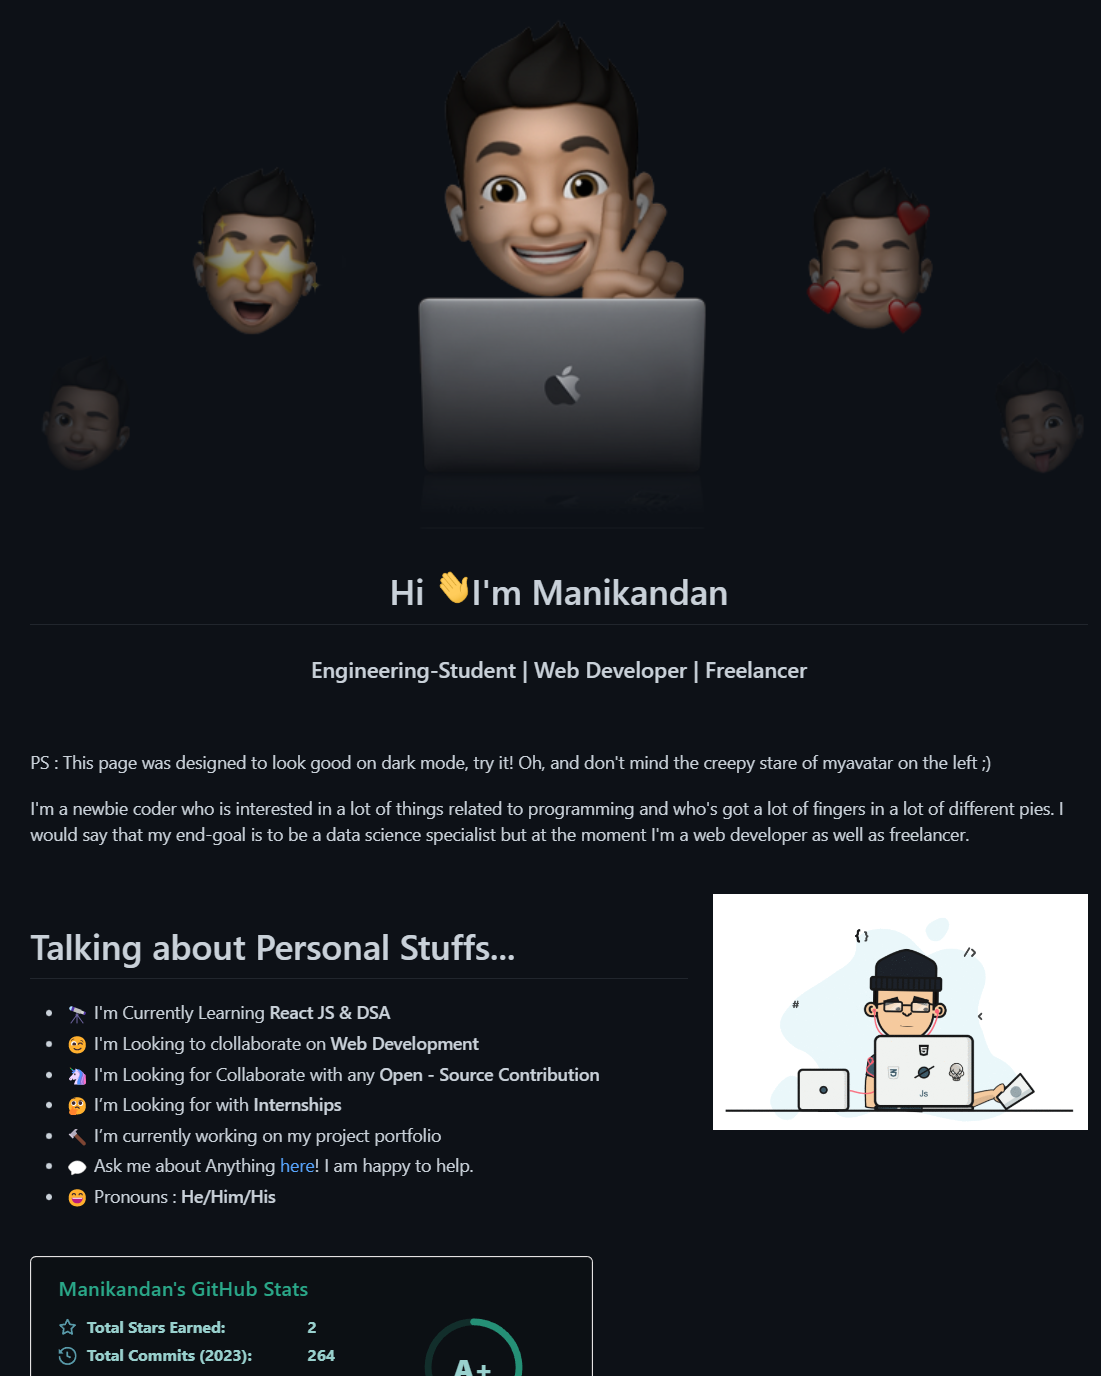 Hi 👋I'm Manikandan
Engineering-Student | Web Developer | Freelancer
PS : This page was designed to look good on dark mode, try it! Oh, and don't mind the creepy stare of myavatar on the left ;)
I'm a newbie coder who is interested in a lot of things related to programming and who's got a lot of fingers in a lot of different pies. I
would say that my end-goal is to be a data science specialist but at the moment I'm a web developer as well as freelancer.
{ }
</>
#
<
3
Js
Talking about Personal Stuffs...
🔭 I'm Currently Learning React JS & DSA
😊 I'm Looking to clollaborate on Web Development
🦄 I'm Looking for Collaborate with any Open - Source Contribution
🤔 I’m Looking for with Internships
🔨 I’m currently working on my project portfolio
💬 Ask me about Anything here! I am happy to help.
😄 Pronouns : He/Him/His
Manikandan's GitHub Stats
Total Stars Earned: 2
Total Commits (2023): 264
A+